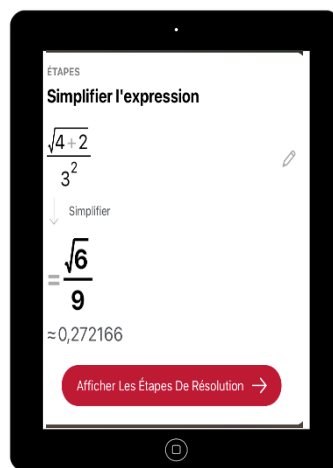 ÉTAPES
Simplifier l'expression
√(4+2) / 3²
Simplifier
= √6 / 9
≈0,272166
Afficher Les Étapes De Résolution →